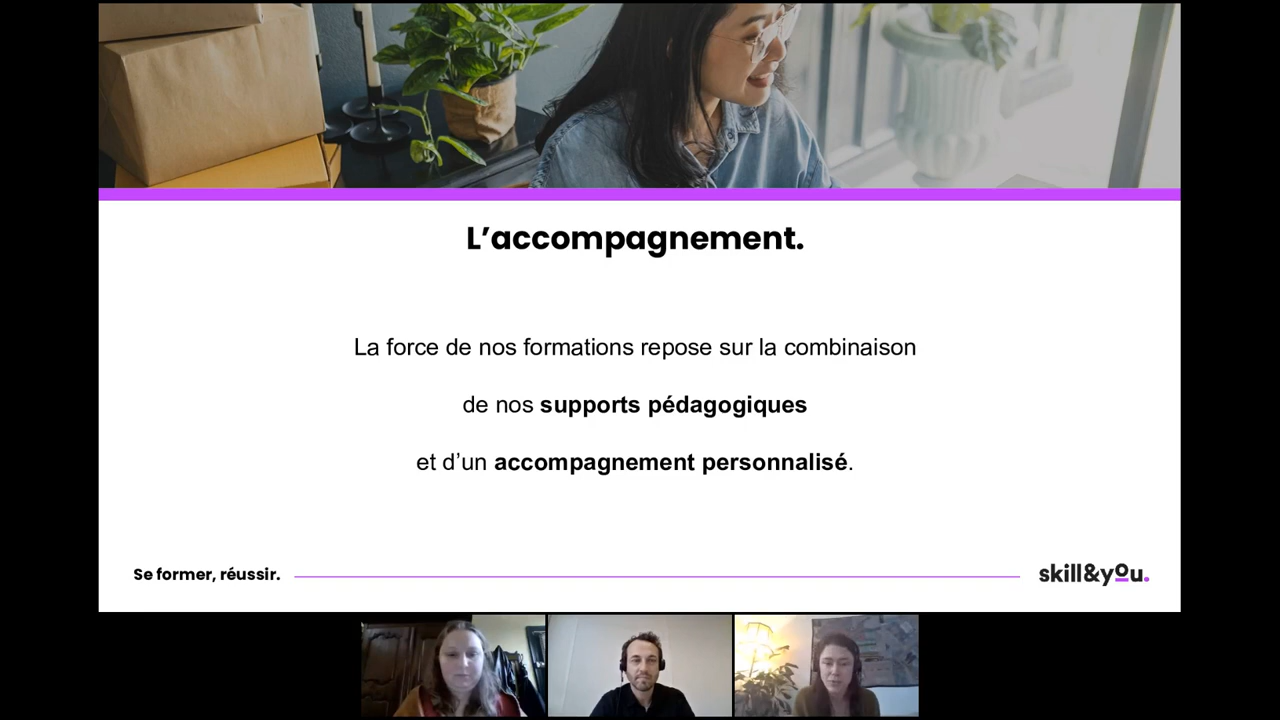 L’accompagnement.
La force de nos formations repose sur la combinaison
de nos supports pédagogiques
et d’un accompagnement personnalisé.
Se former, réussir.
skill&you.